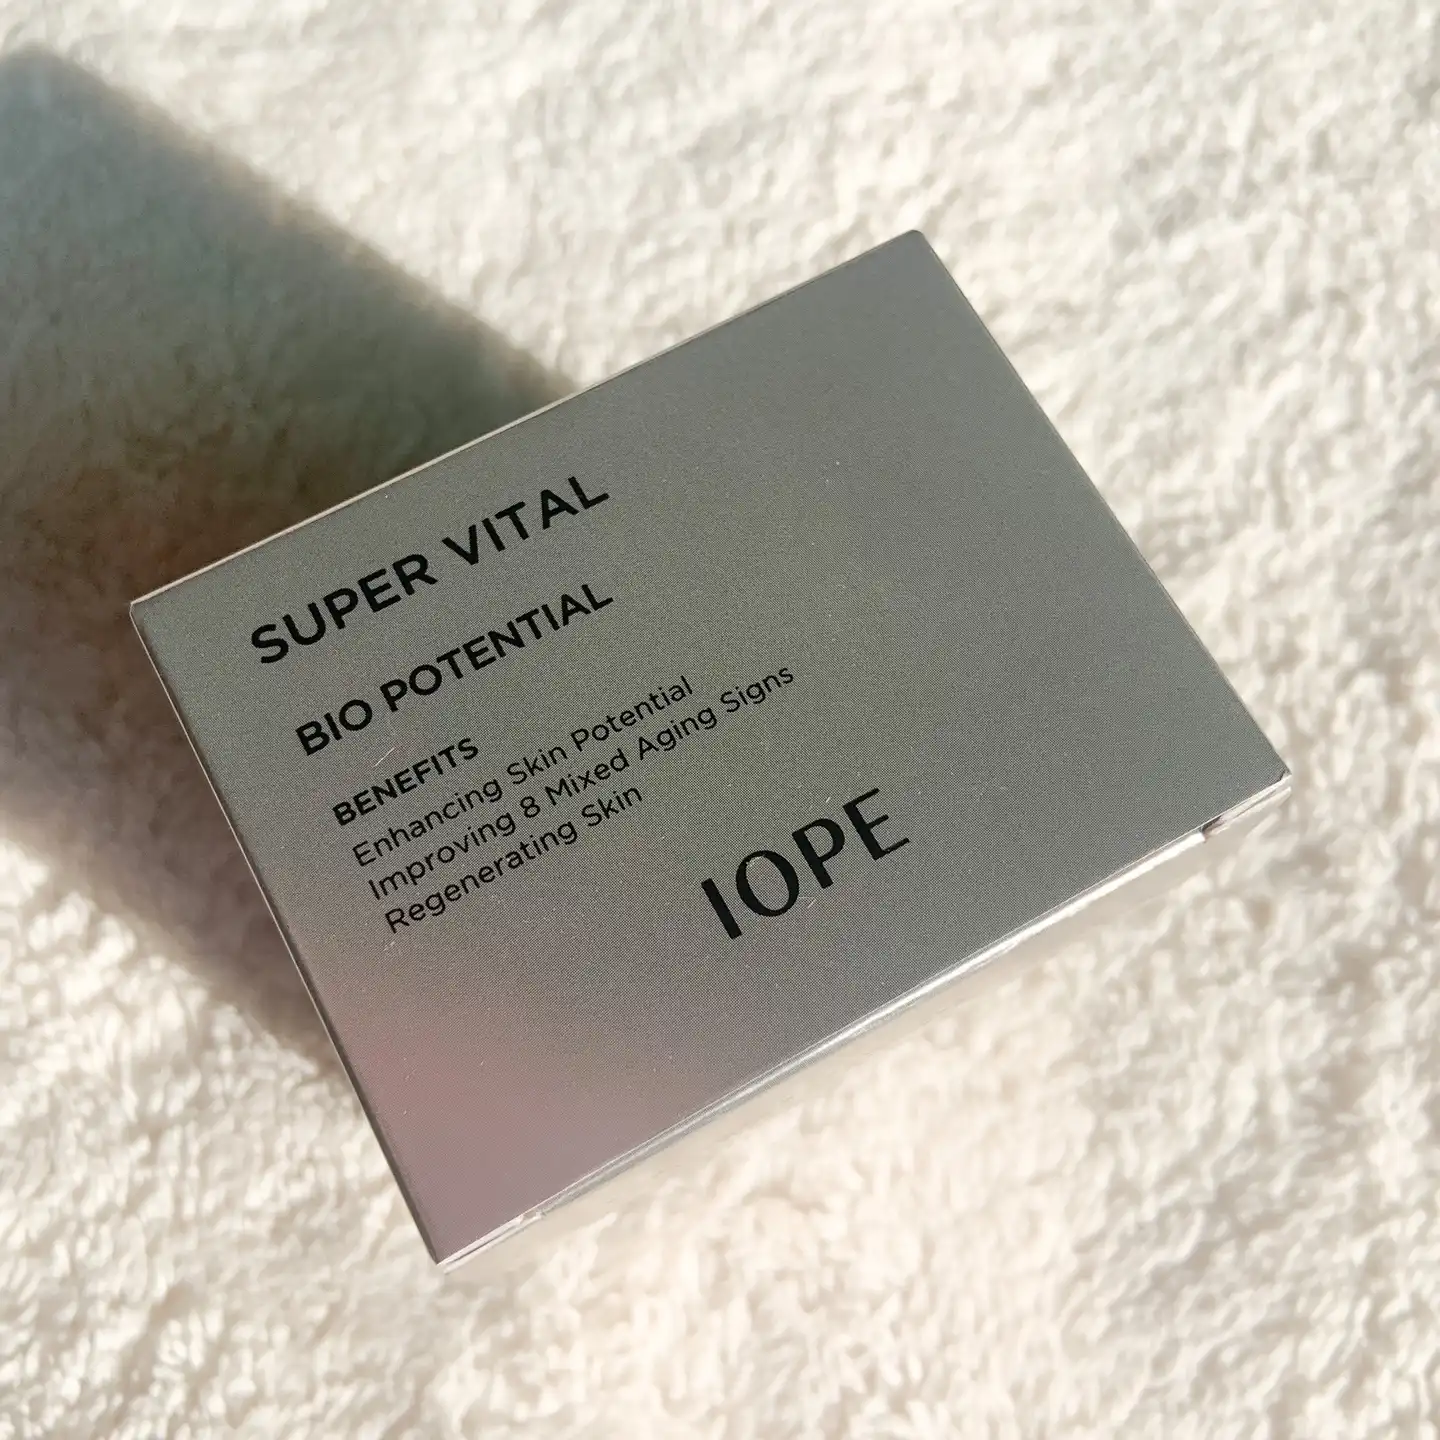 SUPER VITAL
BIO POTENTIAL
BENEFITS
Enhancing Skin Potential
Improving 8 Mixed Aging Signs
Regenerating Skin
IOPE